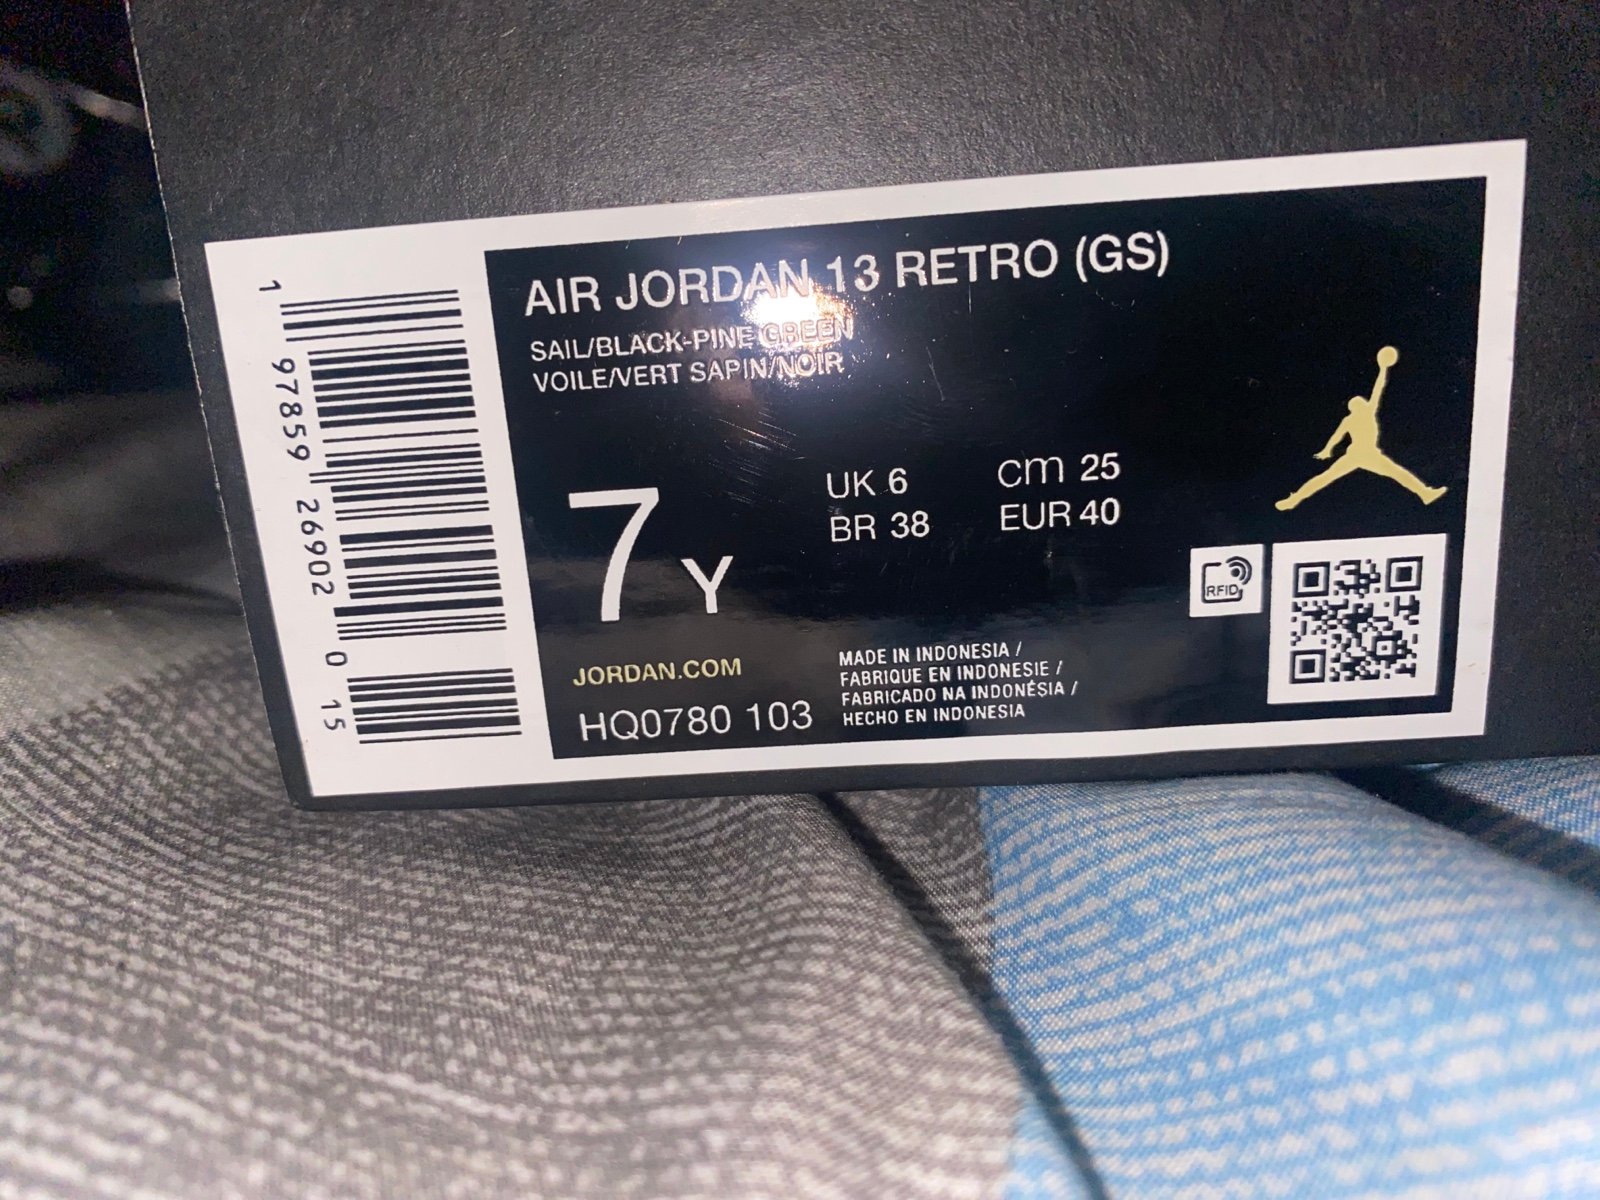 1 97859 26902 0 15
AIR JORDAN 13 RETRO (GS)
SAIL/BLACK-PINE GREEN
VOILE/VERT SAPIN/NOIR
7Y
UK 6
BR 38
cm 25
EUR 40
RFID
JORDAN.COM
HQ0780 103
MADE IN INDONESIA /
FABRIQUE EN INDONESIE /
FABRICADO NA INDONÉSIA /
HECHO EN INDONESIA